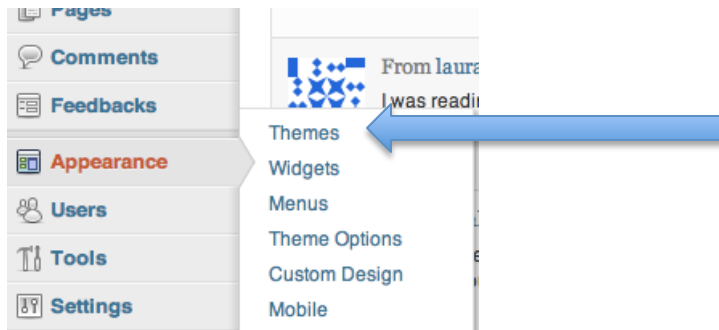 Pages
Comments
Feedbacks
Appearance
Users
Tools
Settings
From laura
I was readi
Themes
Widgets
Menus
Theme Options
Custom Design
Mobile